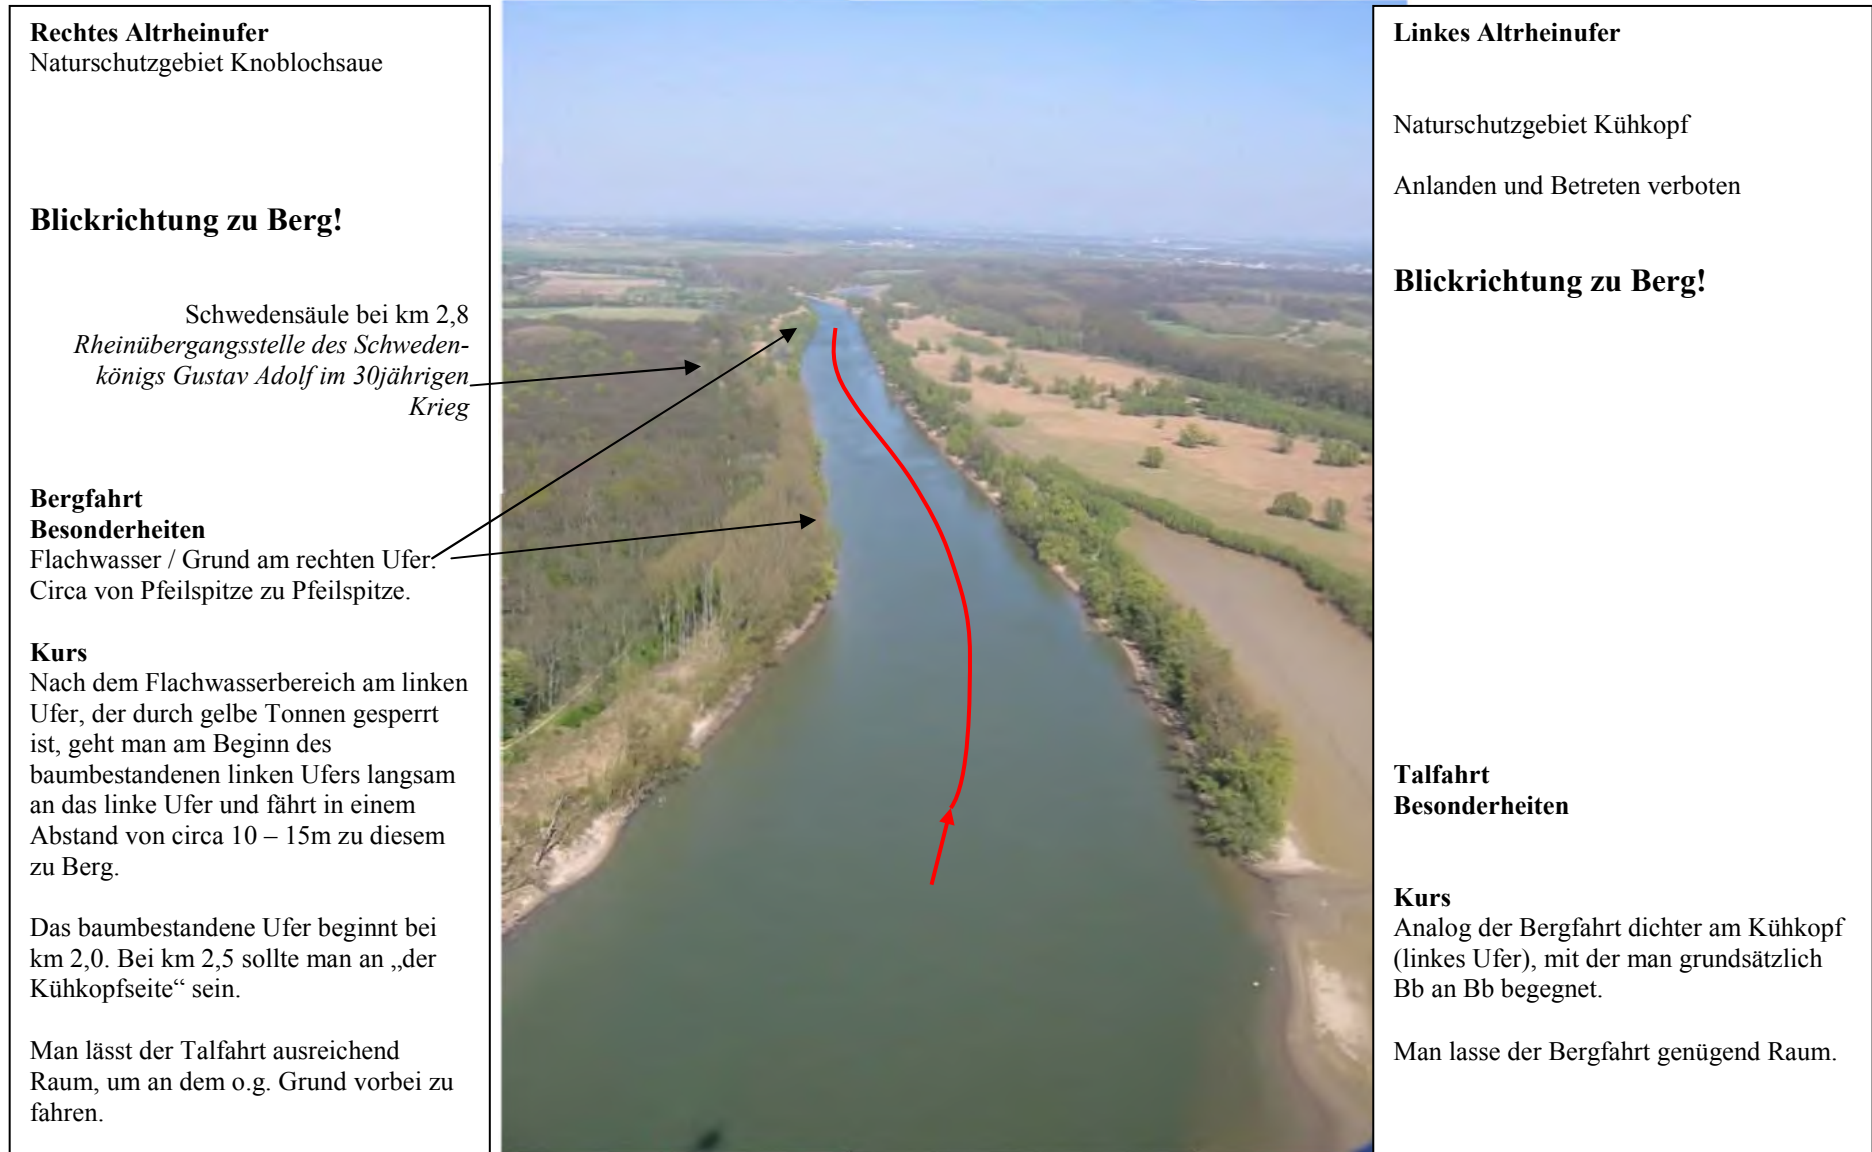 Rechtes Altrheinufer
Naturschutzgebiet Knoblochsaue
Blickrichtung zu Berg!
Schwedensäule bei km 2,8
Rheinübergangsstelle des Schweden-
königs Gustav Adolf im 30jährigen
Krieg
Bergfahrt
Besonderheiten
Flachwasser / Grund am rechten Ufer.
Circa von Pfeilspitze zu Pfeilspitze.
Kurs
Nach dem Flachwasserbereich am linken
Ufer, der durch gelbe Tonnen gesperrt
ist, geht man am Beginn des
baumbestandenen linken Ufers langsam
an das linke Ufer und fährt in einem
Abstand von circa 10 – 15m zu diesem
zu Berg.
Das baumbestandene Ufer beginnt bei
km 2,0. Bei km 2,5 sollte man an „der
Kühkopfseite“ sein.
Man lässt der Talfahrt ausreichend
Raum, um an dem o.g. Grund vorbei zu
fahren.
Linkes Altrheinufer
Naturschutzgebiet Kühkopf
Anlanden und Betreten verboten
Blickrichtung zu Berg!
Talfahrt
Besonderheiten
Kurs
Analog der Bergfahrt dichter am Kühkopf
(linkes Ufer), mit der man grundsätzlich
Bb an Bb begegnet.
Man lasse der Bergfahrt genügend Raum.